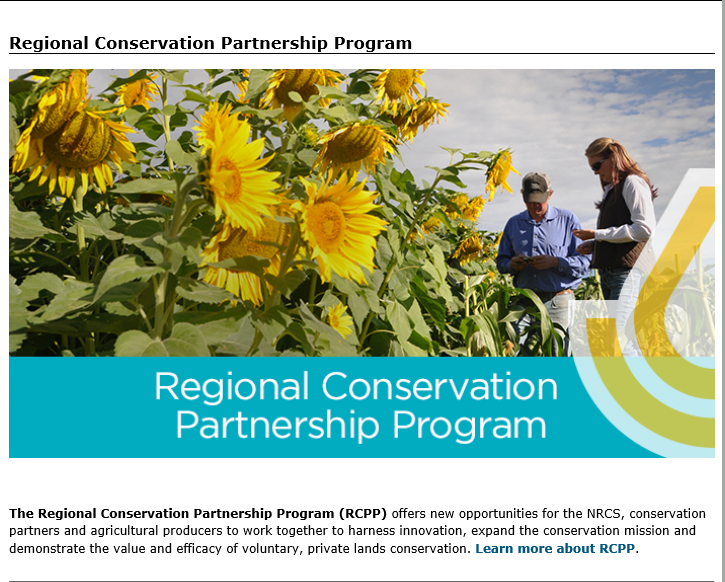 Regional Conservation Partnership Program
Regional Conservation
Partnership Program
The Regional Conservation Partnership Program (RCPP) offers new opportunities for the NRCS, conservation
partners and agricultural producers to work together to harness innovation, expand the conservation mission and
demonstrate the value and efficacy of voluntary, private lands conservation. Learn more about RCPP.